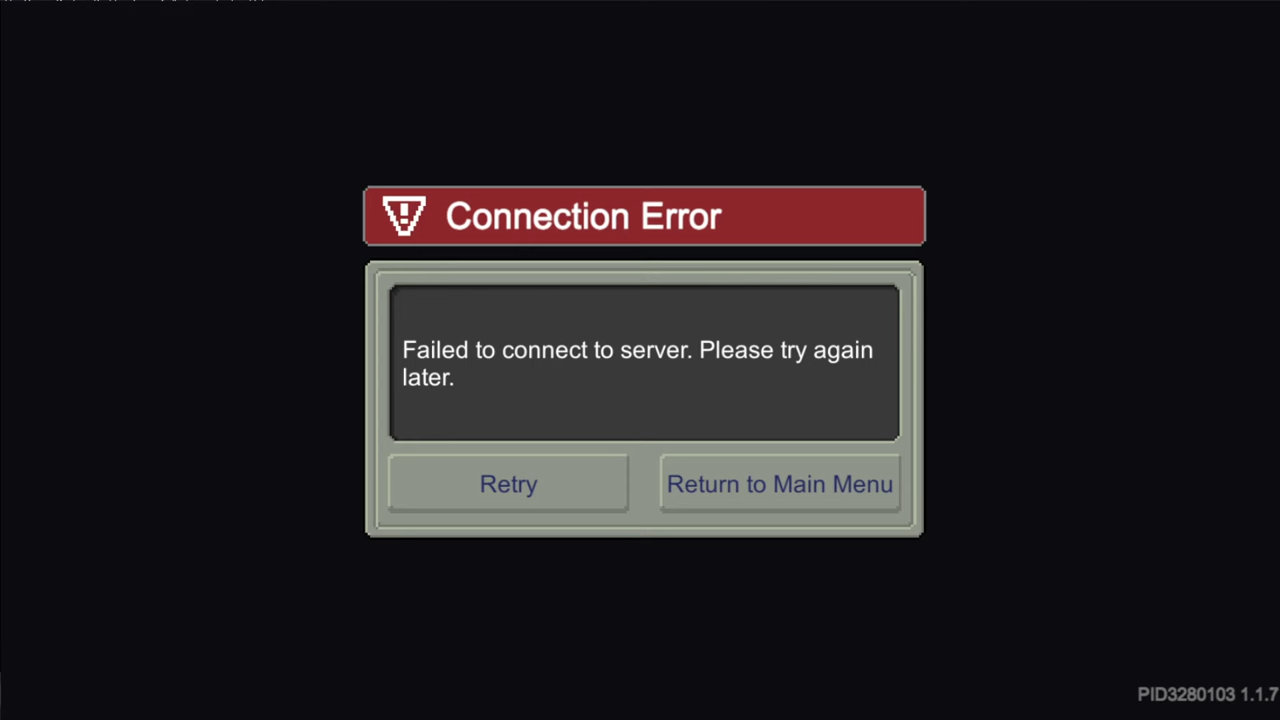 Connection Error
Failed to connect to server. Please try again
later.
Retry
Return to Main Menu
PID3280103 1.1.7